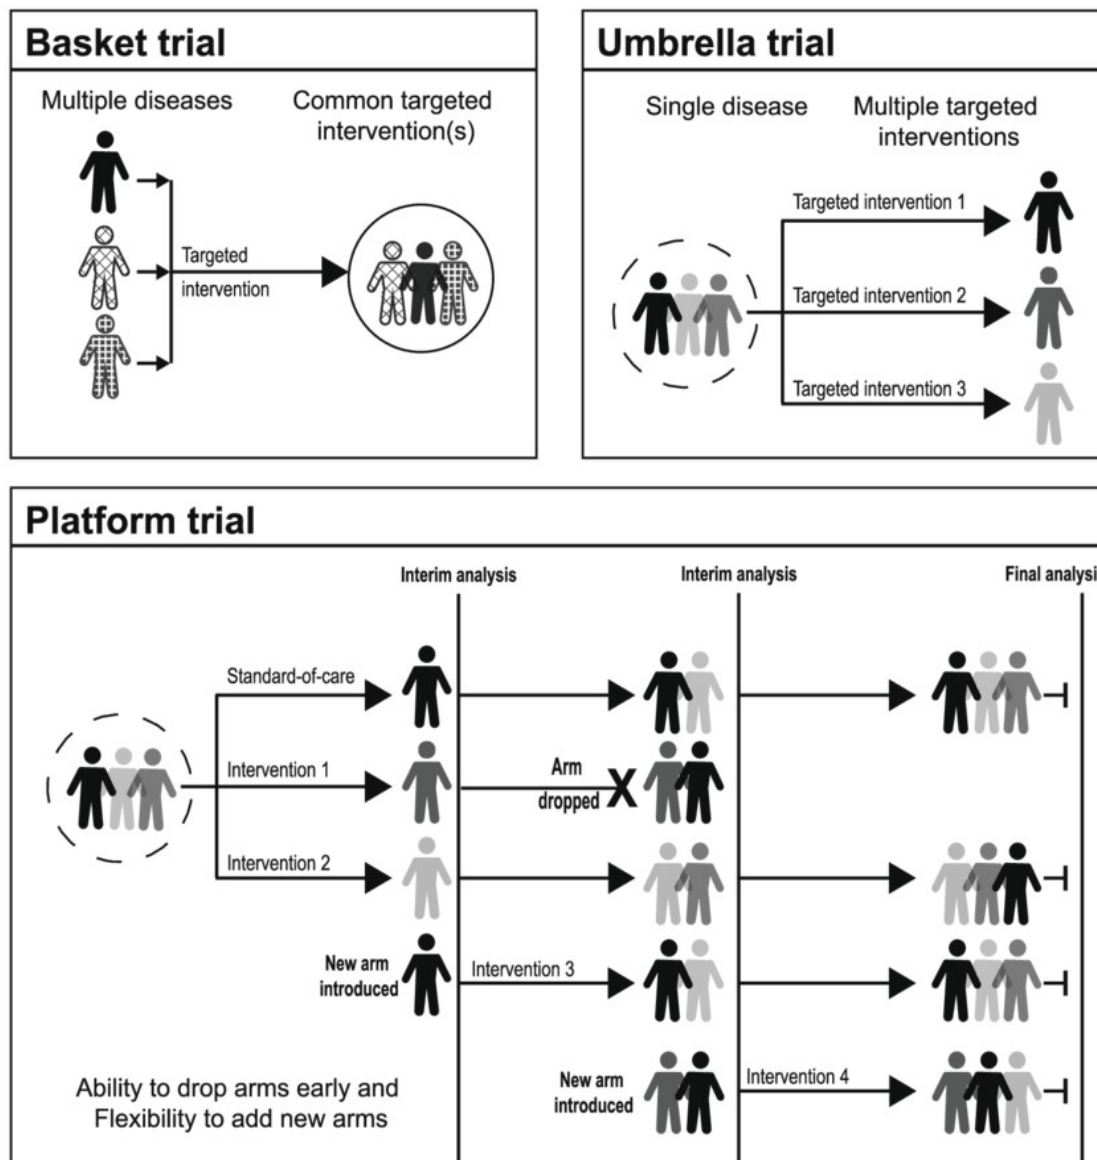 Basket trial
Multiple diseases
Common targeted
intervention(s)
Targeted
intervention
Umbrella trial
Single disease
Multiple targeted
interventions
Targeted intervention 1
Targeted intervention 2
Targeted intervention 3
Platform trial
Interim analysis
Interim analysis
Final analysis
Standard-of-care
Intervention 1
Arm
dropped
X
Intervention 2
New arm
introduced
Intervention 3
New arm
introduced
Intervention 4
Ability to drop arms early and
Flexibility to add new arms